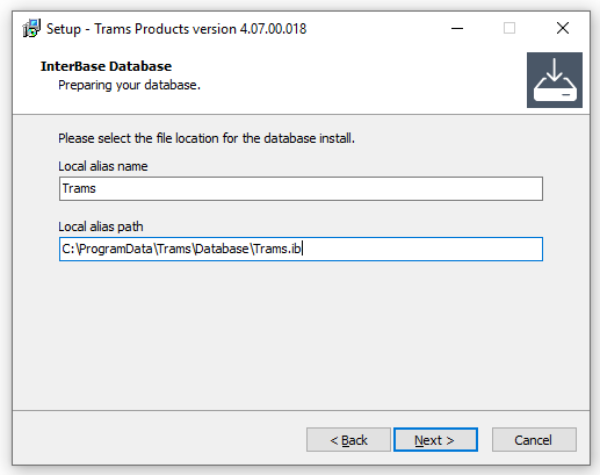 Setup - Trams Products version 4.07.00.018
InterBase Database
Preparing your database.
Please select the file location for the database install.
Local alias name
Trams
Local alias path
C:\ProgramData\Trams\Database\Trams.ib
< Back
Next >
Cancel